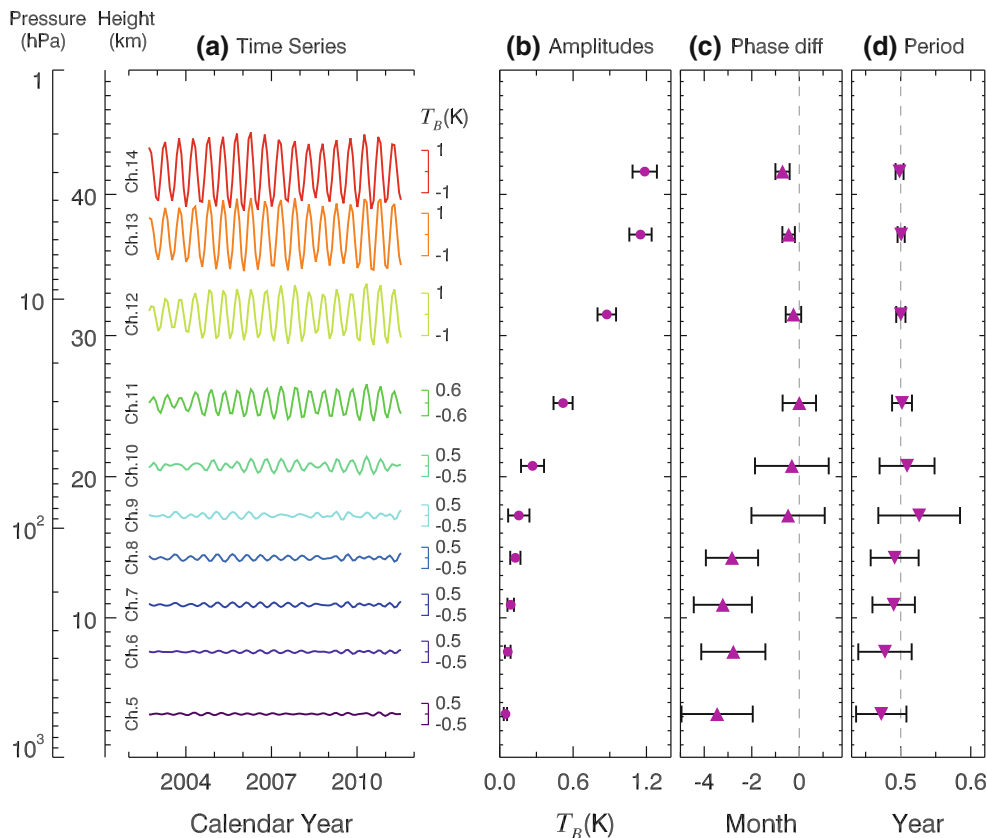 Pressure Height
(hPa) (km)
(a) Time Series
(b) Amplitudes
(c) Phase diff
(d) Period
1
10
10²
10³
40
30
20
10
T_B(K)
Ch.14
1
-1
Ch.13
1
-1
Ch.12
1
-1
Ch.11
0.6
-0.6
Ch.10
0.5
-0.5
Ch.9
0.5
-0.5
Ch.8
0.5
-0.5
Ch.7
0.5
-0.5
Ch.6
0.5
-0.5
Ch.5
0.5
-0.5
2004 2007 2010
0.0 0.6 1.2
-4 -2 0
0.5 0.6
Calendar Year
T_B(K)
Month
Year